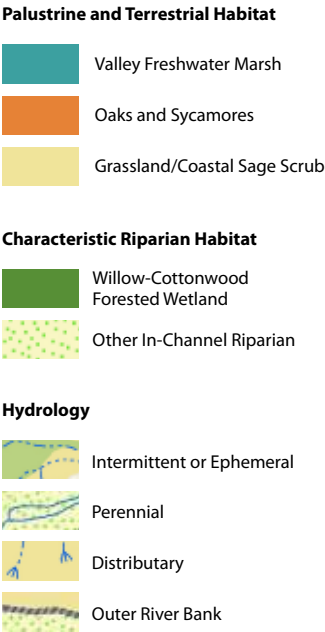 Palustrine and Terrestrial Habitat
Valley Freshwater Marsh
Oaks and Sycamores
Grassland/Coastal Sage Scrub
Characteristic Riparian Habitat
Willow-Cottonwood
Forested Wetland
Other In-Channel Riparian
Hydrology
Intermittent or Ephemeral
Perennial
Distributary
Outer River Bank